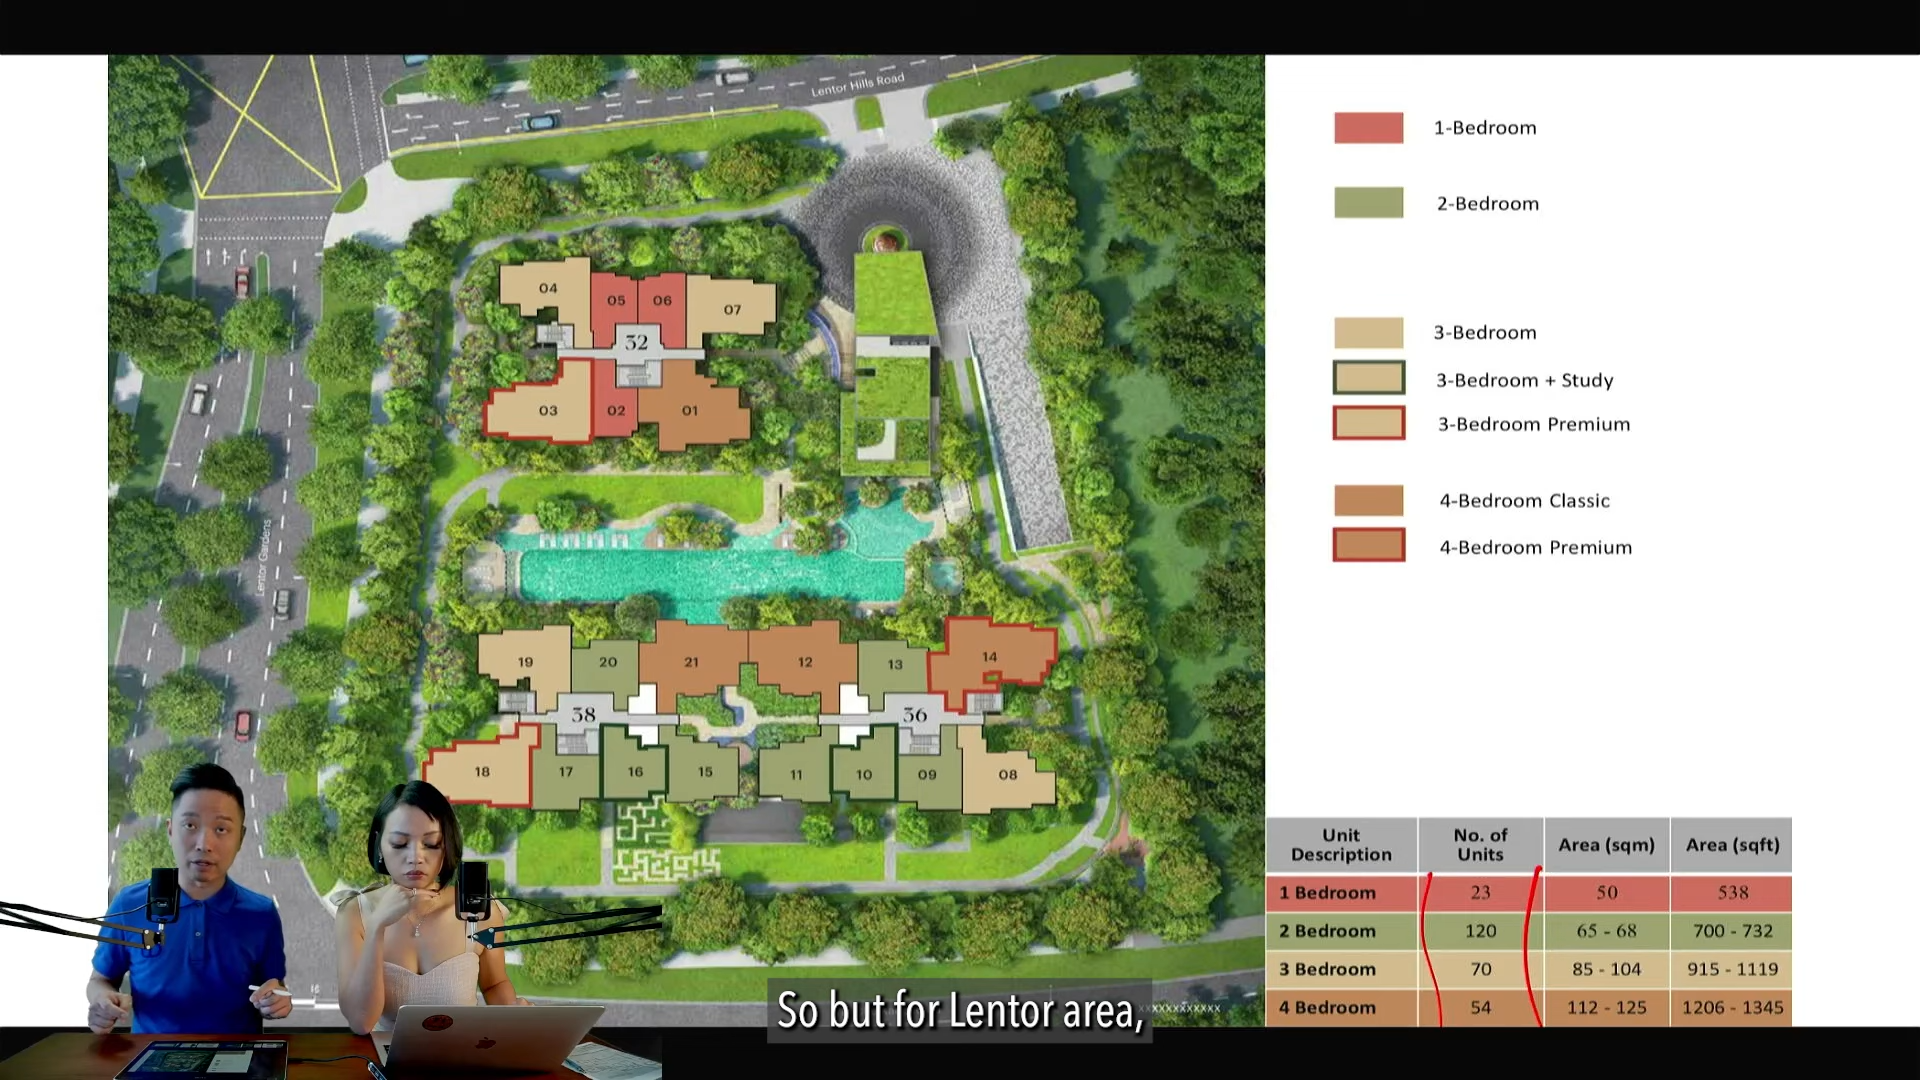 Lentor Hills Road
Lentor Gardens
04
05
06
07
32
03
02
01
19
20
21
12
13
14
38
36
18
17
16
15
11
10
09
08
1-Bedroom
2-Bedroom
3-Bedroom
3-Bedroom + Study
3-Bedroom Premium
4-Bedroom Classic
4-Bedroom Premium
Unit Description No. of Units Area (sqm) Area (sqft)
1 Bedroom 23 50 538
2 Bedroom 120 65 - 68 700 - 732
3 Bedroom 70 85 - 104 915 - 1119
4 Bedroom 54 112 - 125 1206 - 1345
So but for Lentor area,